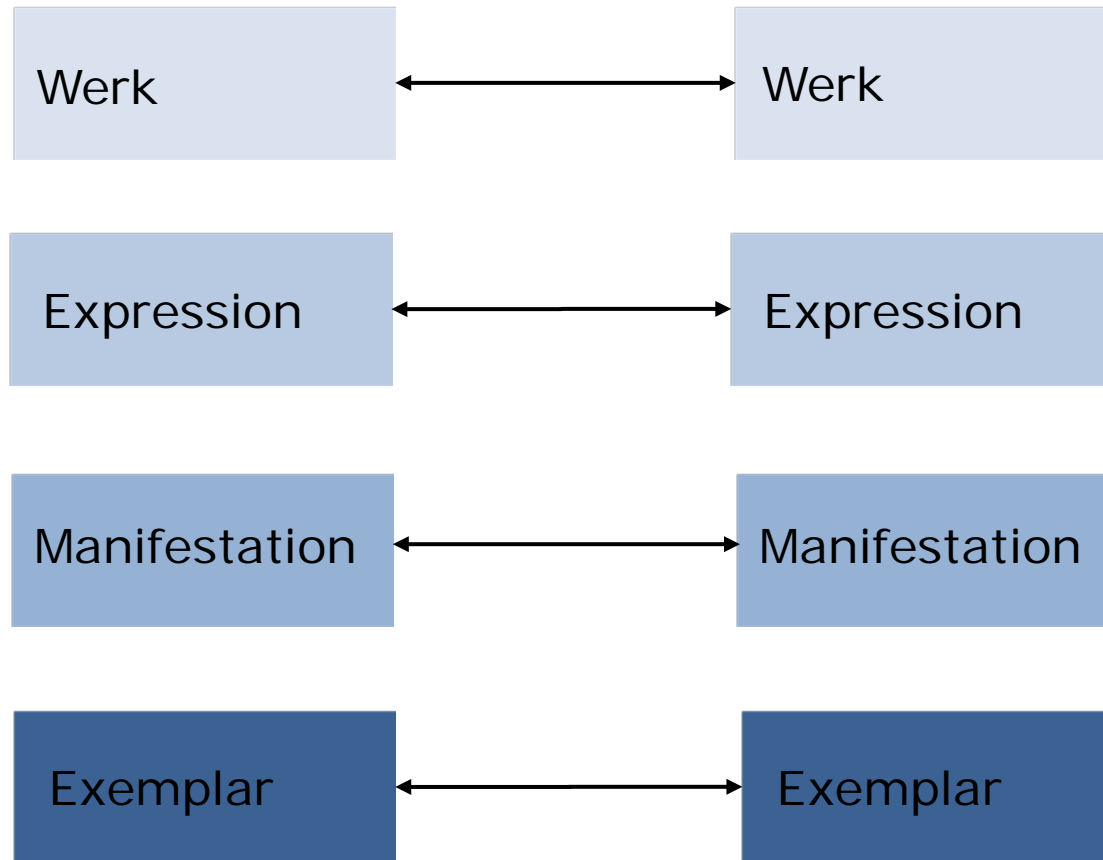 Werk
Werk
Expression
Expression
Manifestation
Manifestation
Exemplar
Exemplar